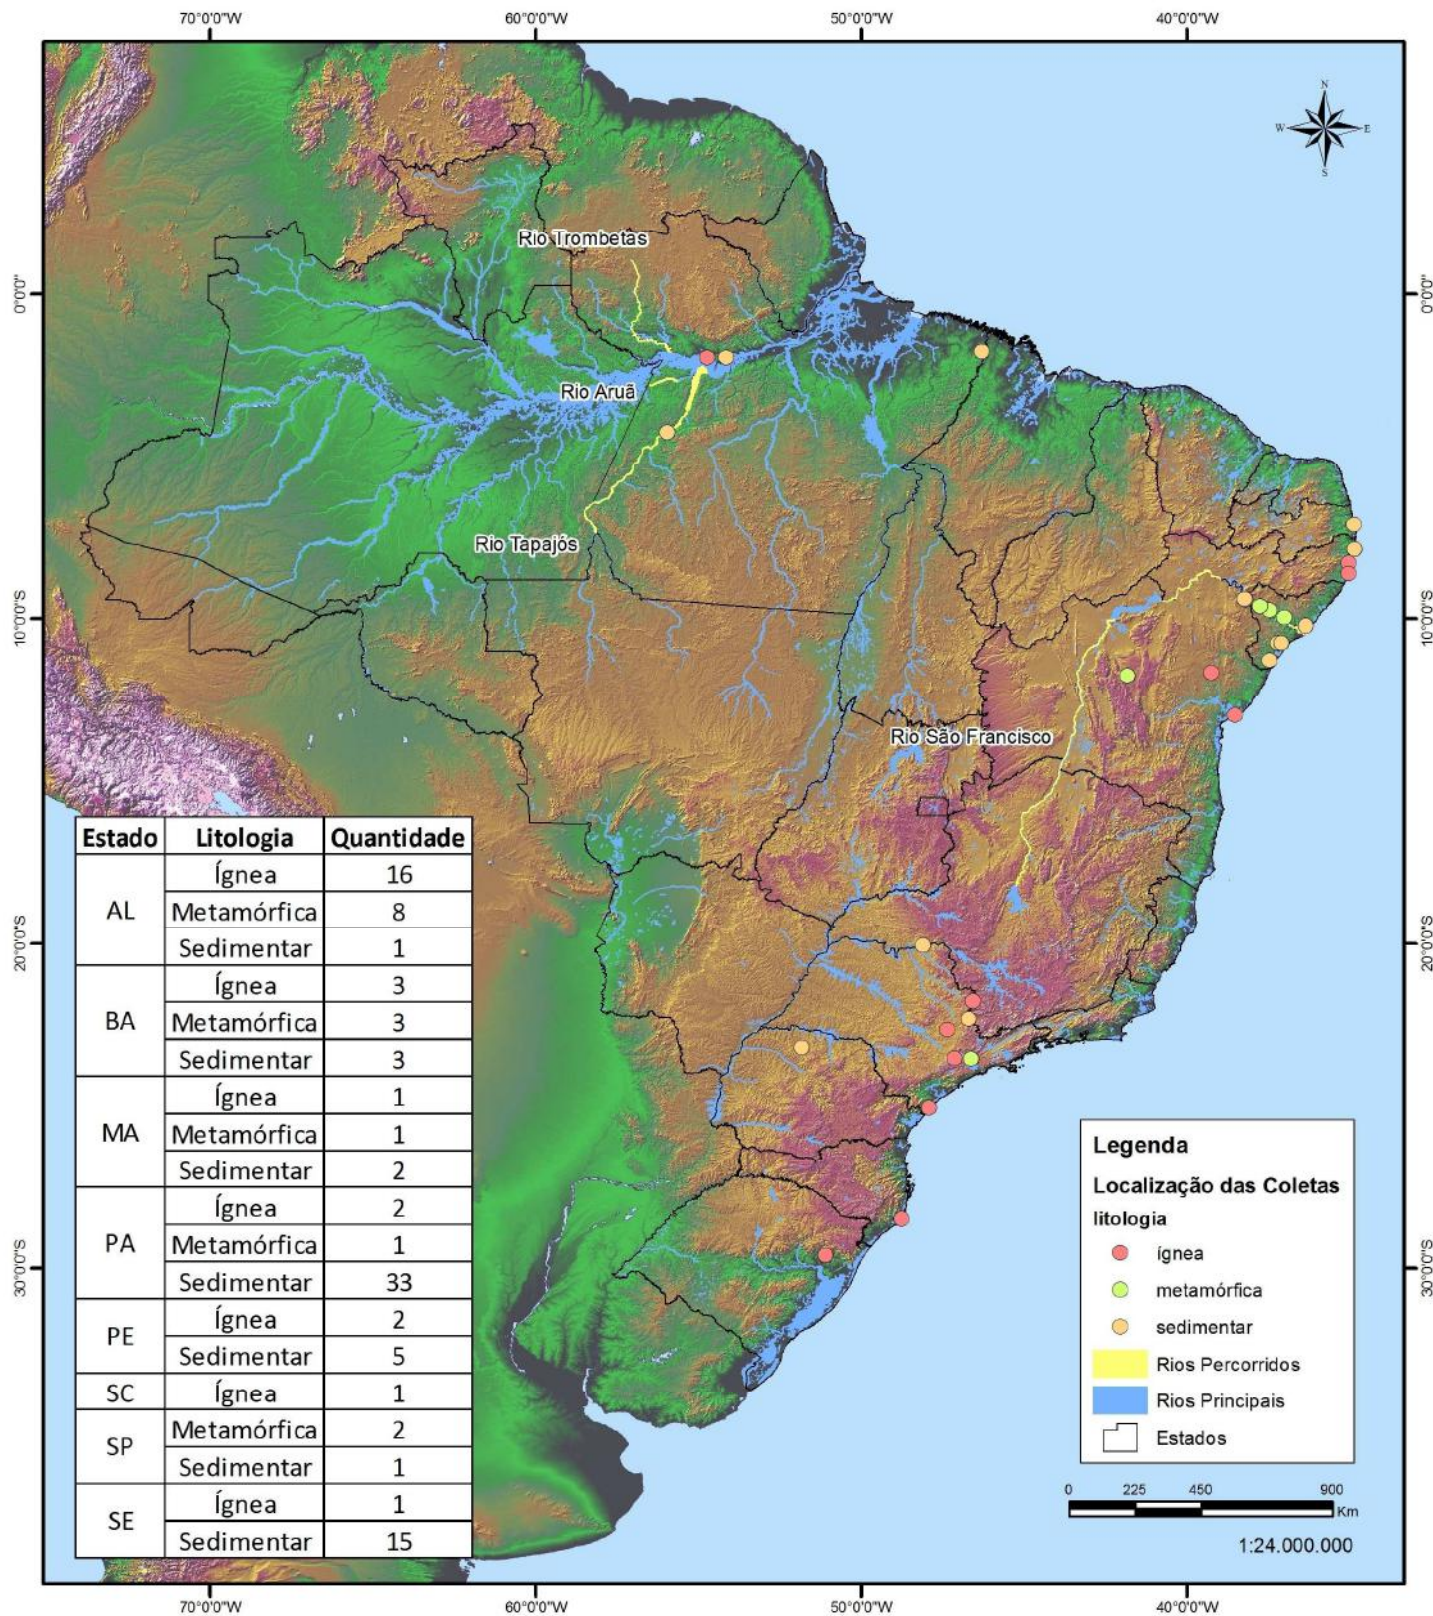 70°0'0"W 60°0'0"W 50°0'0"W 40°0'0"W
N
W E
S
Rio Trombetas
0°0'0" 0°0'0"
Rio Aruã
Rio Tapajós
10°0'0"S 10°0'0"S
Rio São Francisco
Estado Litologia Quantidade
AL Ígnea 16
Metamórfica 8
Sedimentar 1
BA Ígnea 3
Metamórfica 3
Sedimentar 3
MA Ígnea 1
Metamórfica 1
Sedimentar 2
PA Ígnea 2
Metamórfica 1
Sedimentar 33
PE Ígnea 2
Sedimentar 5
SC Ígnea 1
SP Metamórfica 2
Sedimentar 1
SE Ígnea 1
Sedimentar 15
20°0'0"S 20°0'0"S
30°0'0"S 30°0'0"S
Legenda
Localização das Coletas
litologia
ígnea
metamórfica
sedimentar
Rios Percorridos
Rios Principais
Estados
0 225 450 900
Km
1:24.000.000
70°0'0"W 60°0'0"W 50°0'0"W 40°0'0"W